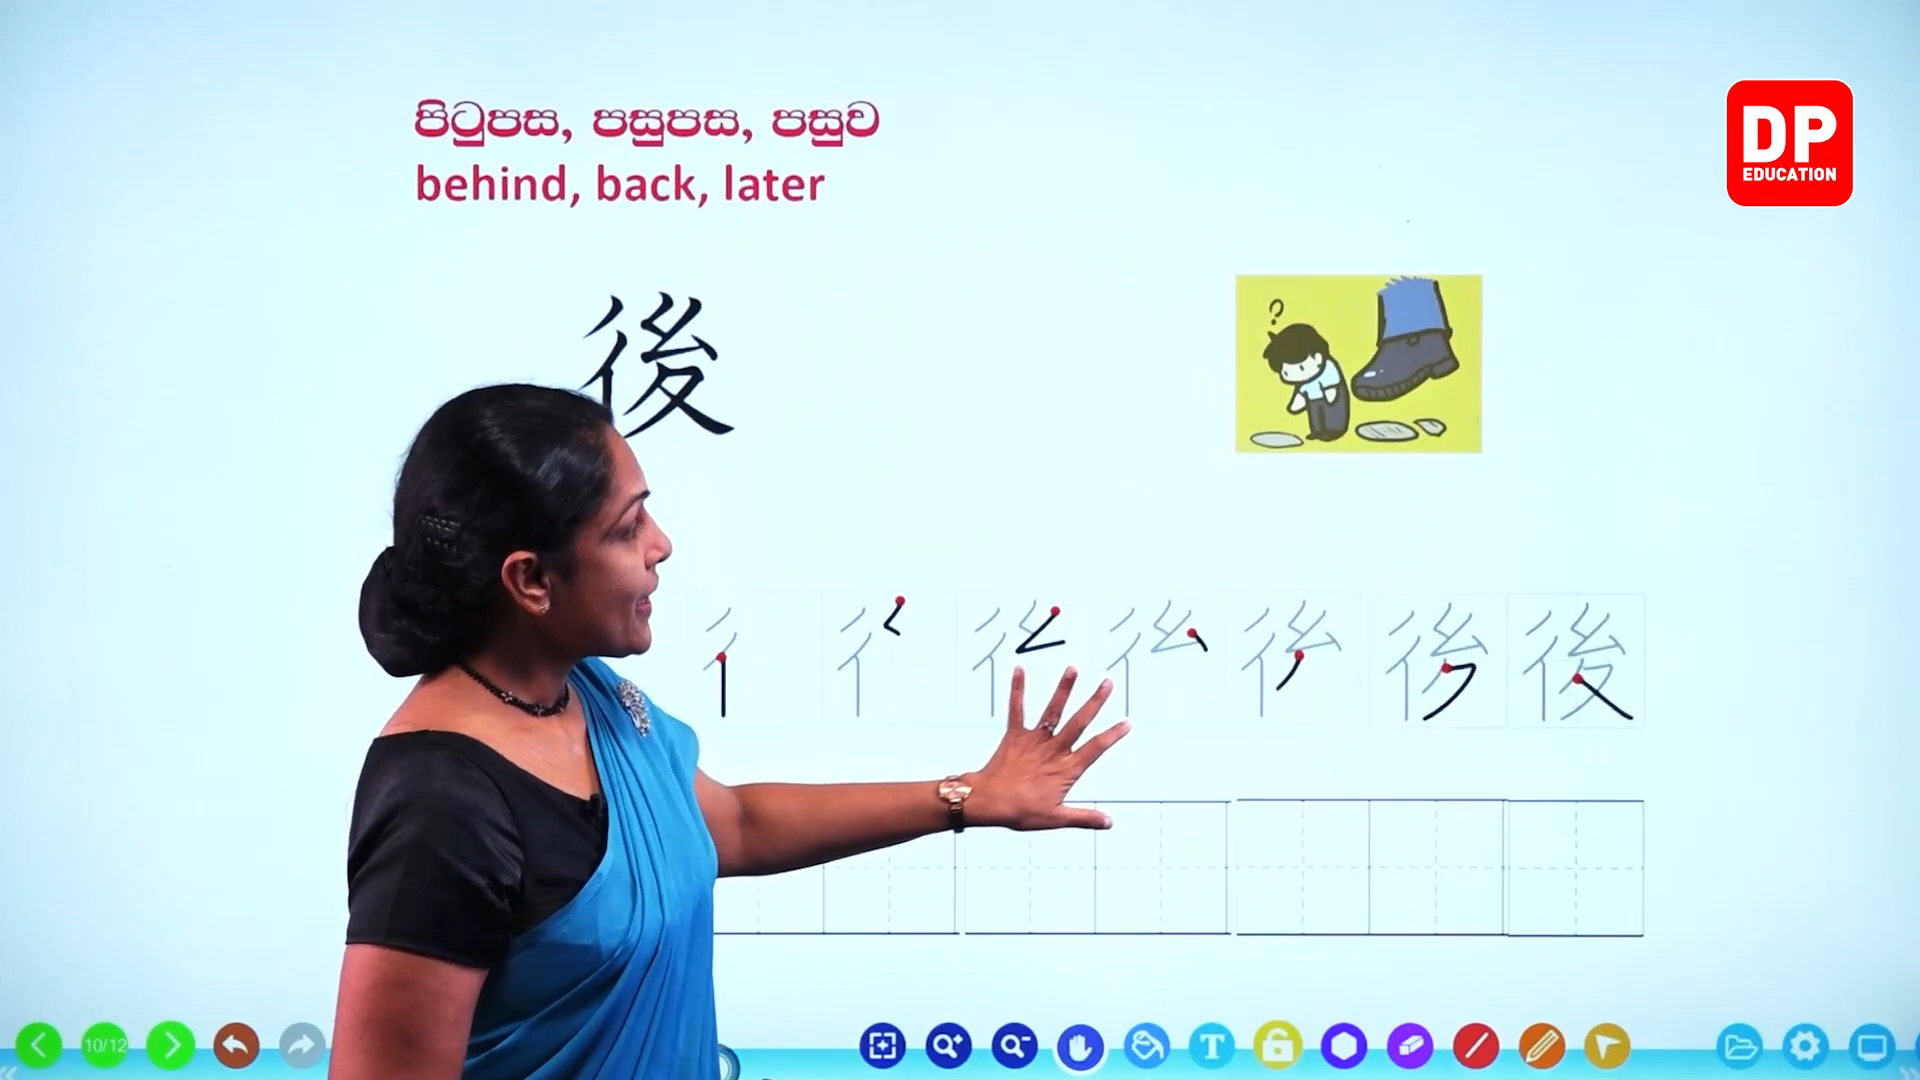 පිටුපස, පසුපස, පසුව
behind, back, later
DP
EDUCATION
後
?
10/12
T